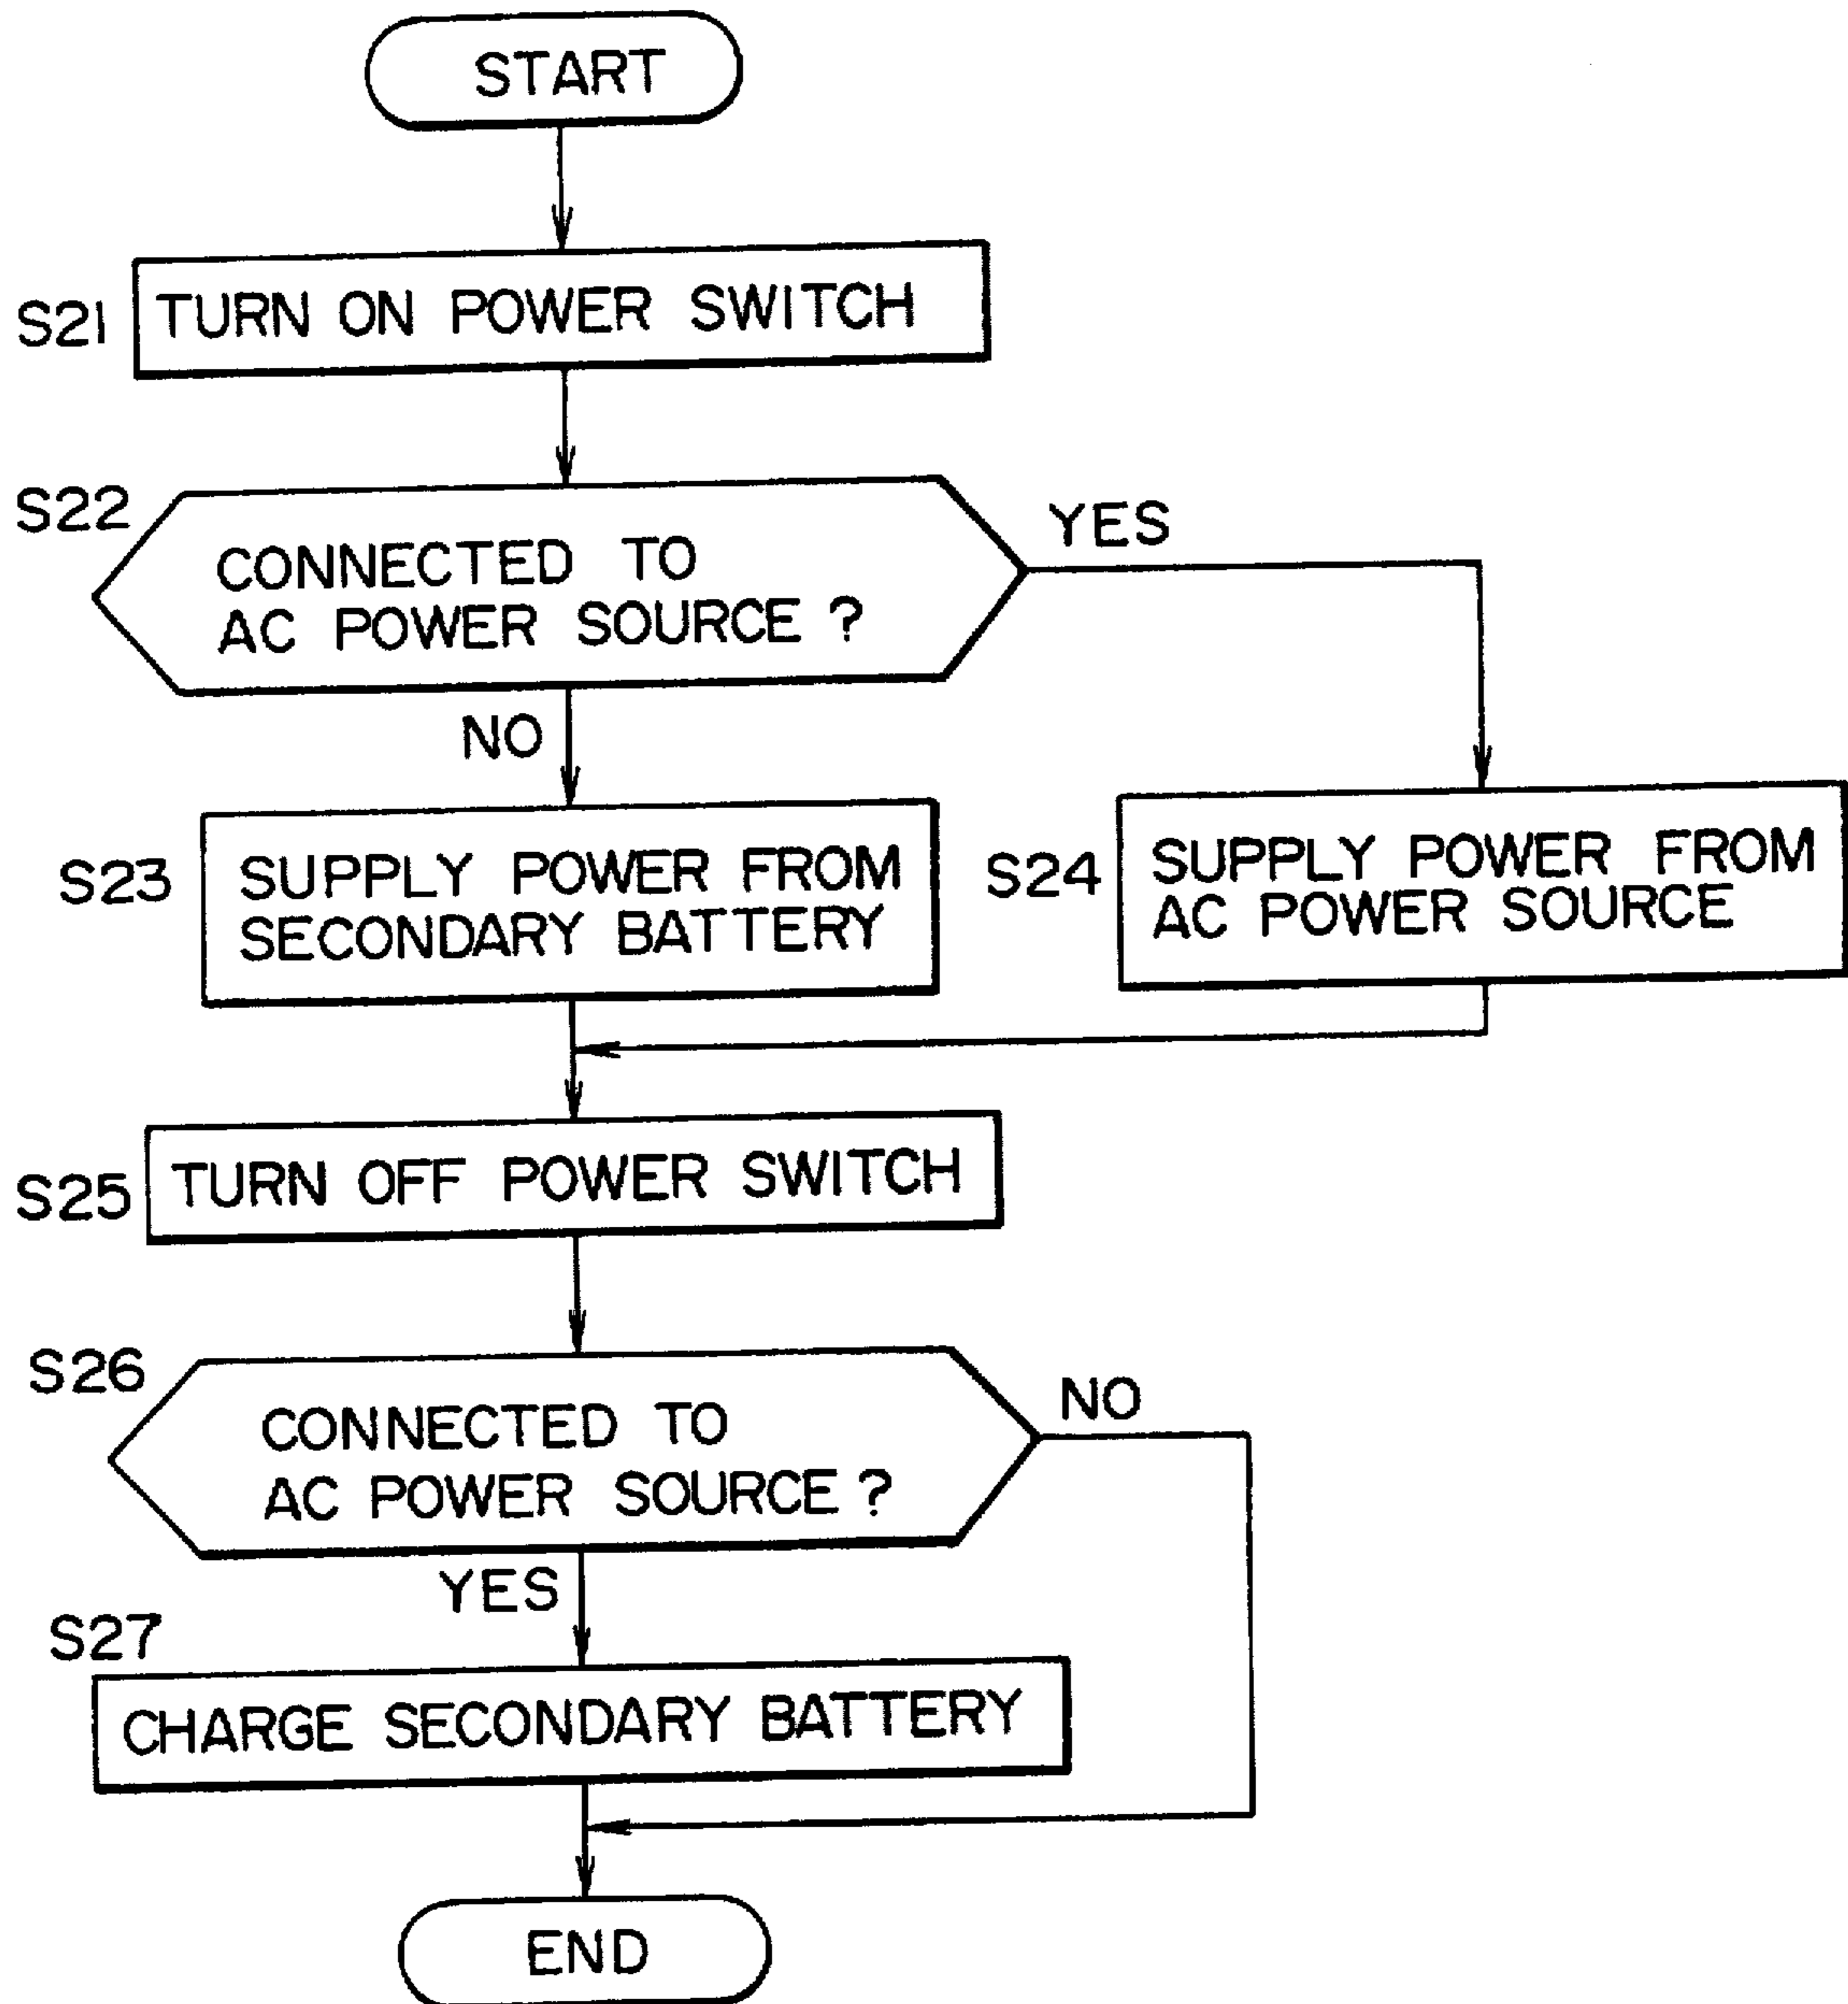 START
S21
TURN ON POWER SWITCH
S22
CONNECTED TO
AC POWER SOURCE ?
YES
NO
S23
SUPPLY POWER FROM
SECONDARY BATTERY
S24
SUPPLY POWER FROM
AC POWER SOURCE
S25
TURN OFF POWER SWITCH
S26
CONNECTED TO
AC POWER SOURCE ?
NO
YES
S27
CHARGE SECONDARY BATTERY
END